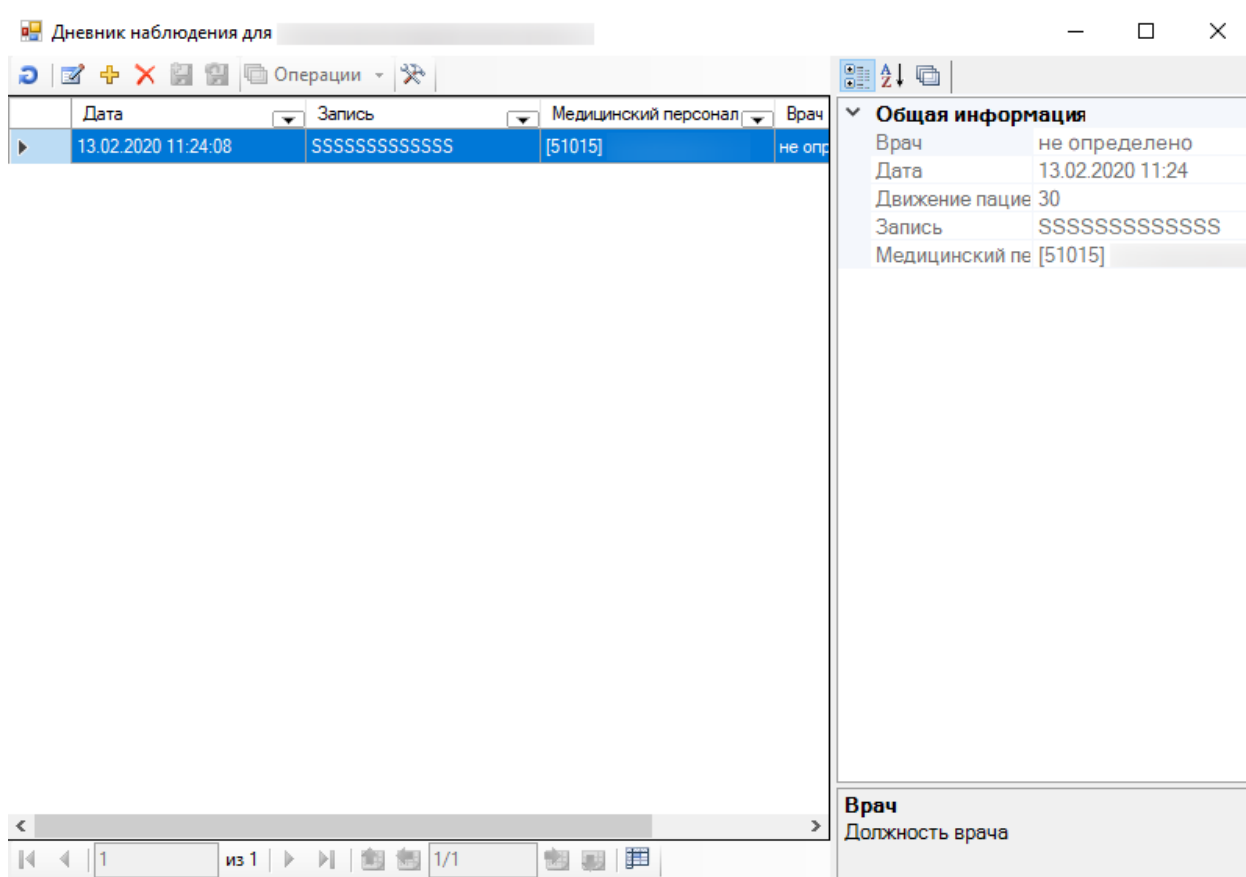 Дневник наблюдения для
Операции
Дата Запись Медицинский персонал Врач
13.02.2020 11:24:08 SSSSSSSSSSSSS [51015] не опр
Общая информация
Врач не определено
Дата 13.02.2020 11:24
Движение пацие 30
Запись SSSSSSSSSSSSS
Медицинский пе [51015]
Врач
Должность врача
1 из 1 1/1